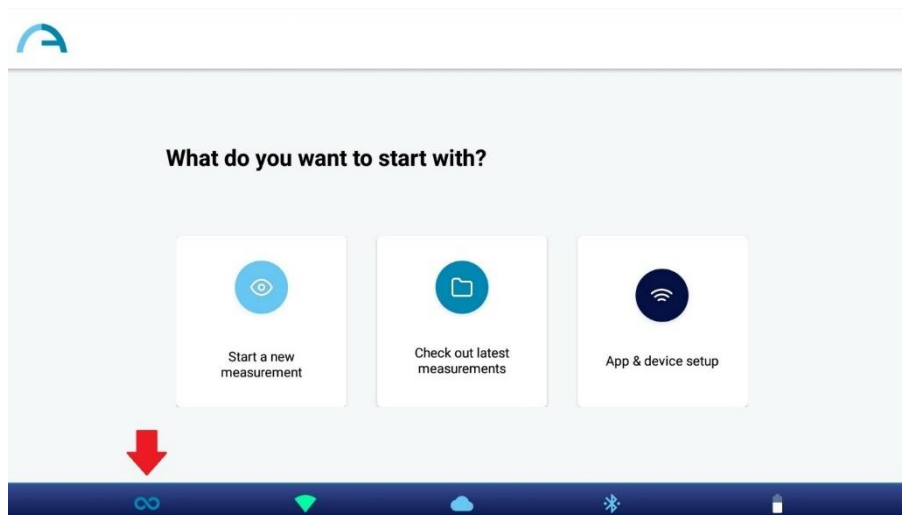 What do you want to start with?
Start a new
measurement
Check out latest
measurements
App & device setup